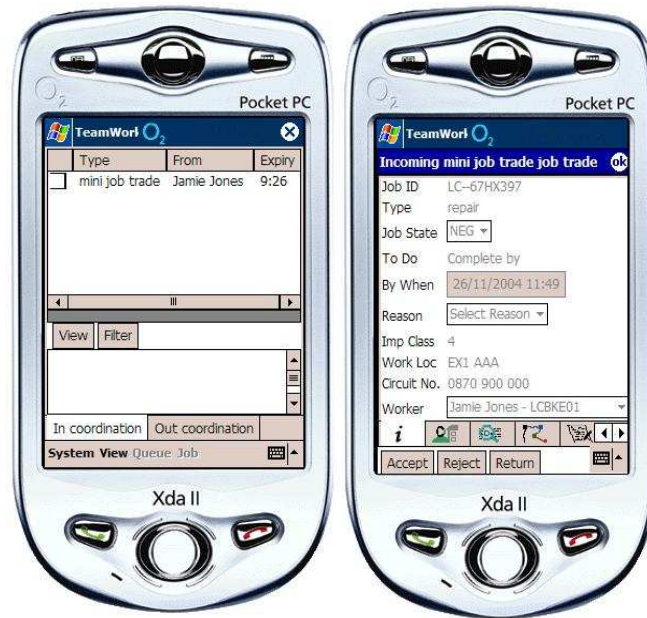 O2
Pocket PC
TeamWork O2
Type From Expiry
mini job trade Jamie Jones 9:26
View Filter
In coordination Out coordination
System View Queue Job
Xda II
O2
Pocket PC
TeamWork O2
Incoming mini job trade job trade ok
Job ID LC--67HX397
Type repair
Job State NEG
To Do Complete by
By When 26/11/2004 11:49
Reason Select Reason
Imp Class 4
Work Loc EX1 AAA
Circuit No. 0870 900 000
Worker Jamie Jones - LCBKE01
i
Accept Reject Return
Xda II